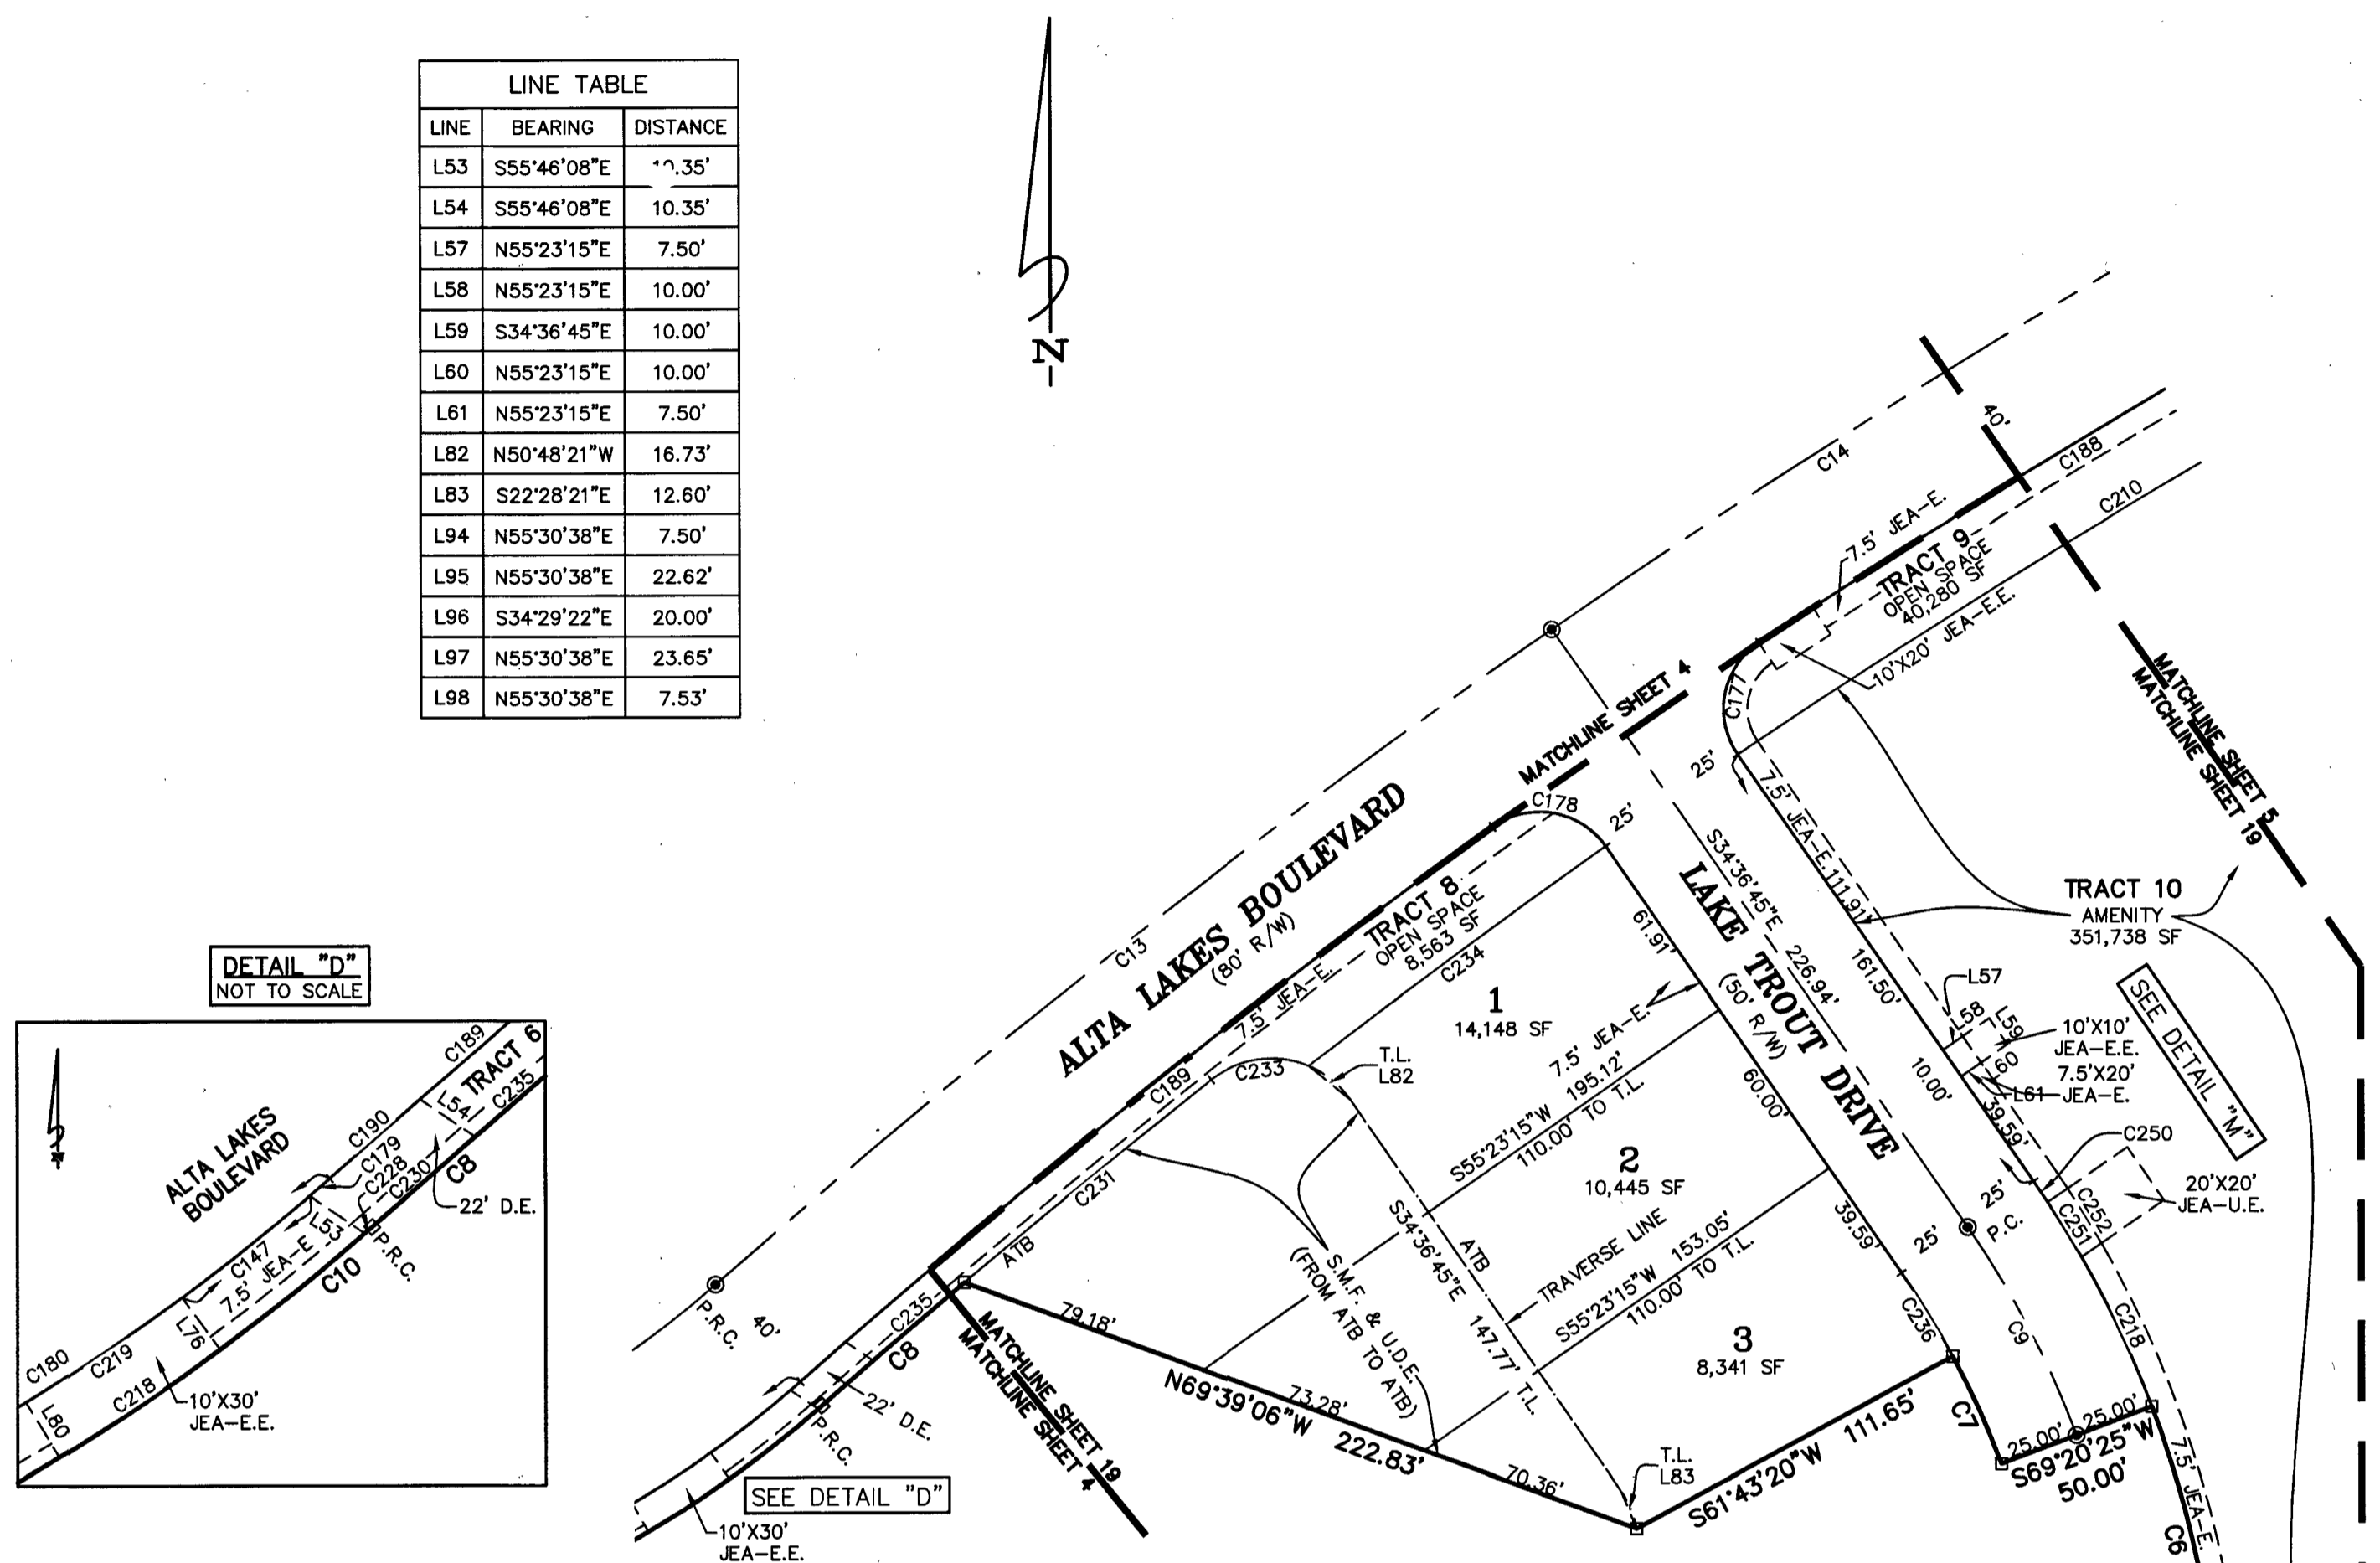 LINE TABLE
LINE BEARING DISTANCE
L53 S55°46'08"E .35'
L54 S55°46'08"E 10.35'
L57 N55°23'15"E 7.50'
L58 N55°23'15"E 10.00'
L59 S34°36'45"E 10.00'
L60 N55°23'15"E 10.00'
L61 N55°23'15"E 7.50'
L82 N50°48'21"W 16.73'
L83 S22°28'21"E 12.60'
L94 N55°30'38"E 7.50'
L95 N55°30'38"E 22.62'
L96 S34°29'22"E 20.00'
L97 N55°30'38"E 23.65'
L98 N55°30'38"E 7.53'
N
40'
C14
C188
C210
7.5' JEA-E.
TRACT 9
OPEN SPACE
40,280 SF
10'X20' JEA-E.E.
C177
MATCHLINE SHEET 4
MATCHLINE SHEET 5
MATCHLINE SHEET 19
25'
7.5' JEA-E.
111.91'
C178
25'
S34°36'45"E 226.94'
LAKE TROUT DRIVE
(50' R/W)
ALTA LAKES BOULEVARD
(80' R/W)
C13
TRACT 8
OPEN SPACE
8,563 SF
7.5' JEA-E.
C234
61.91'
161.50'
TRACT 10
AMENITY
351,738 SF
1
14,148 SF
7.5' JEA-E.
L57
L58
L59
L60
10'X10'
JEA-E.E.
7.5'X20'
JEA-E.
L61
SEE DETAIL "M"
10.00'
39.59'
C250
20'X20'
JEA-U.E.
C252
C251
C189
C233
T.L.
L82
S55°23'15"W 195.12'
110.00' TO T.L.
60.00'
2
10,445 SF
C231
ATB
S34°36'45"E 147.77' T.L.
ATB
TRAVERSE LINE
S55°23'15"W 153.05'
110.00' TO T.L.
39.59'
25'
25'
P.C.
S.M.F. & U.D.E.
(FROM ATB TO ATB)
C236
C9
C218
3
8,341 SF
P.R.C.
40'
C235
C8
79.18'
MATCHLINE SHEET 19
MATCHLINE SHEET 4
N69°39'06"W 222.83'
73.28'
70.36'
T.L.
L83
S61°43'20"W 111.65'
C7
25.00'
25.00'
S69°20'25"W
50.00'
7.5' JEA-E.
C6
22' D.E.
P.R.C.
SEE DETAIL "D"
10'X30'
JEA-E.E.
DETAIL "D"
NOT TO SCALE
N
C189
TRACT 6
L54
C235
C190
C179
C228
C230
C8
ALTA LAKES
BOULEVARD
22' D.E.
L53
P.R.C.
C147
7.5' JEA-E
C10
L76
C180
C219
C218
10'X30'
JEA-E.E.
L80